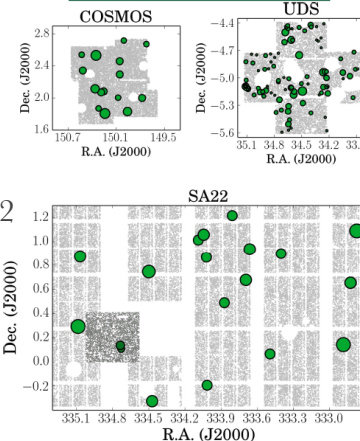 COSMOS
UDS
2.8
2.4
2.0
1.6
Dec. (J2000)
150.7 150.1 149.5
R.A. (J2000)
−4.4
−4.7
−5.0
−5.3
−5.6
Dec. (J2000)
35.1 34.8 34.5 34.2 33.
R.A. (J2000)
2
SA22
1.2
1.0
0.8
0.6
0.4
0.2
0.0
−0.2
Dec. (J2000)
335.1 334.8 334.5 334.2 333.9 333.6 333.3 333.0
R.A. (J2000)